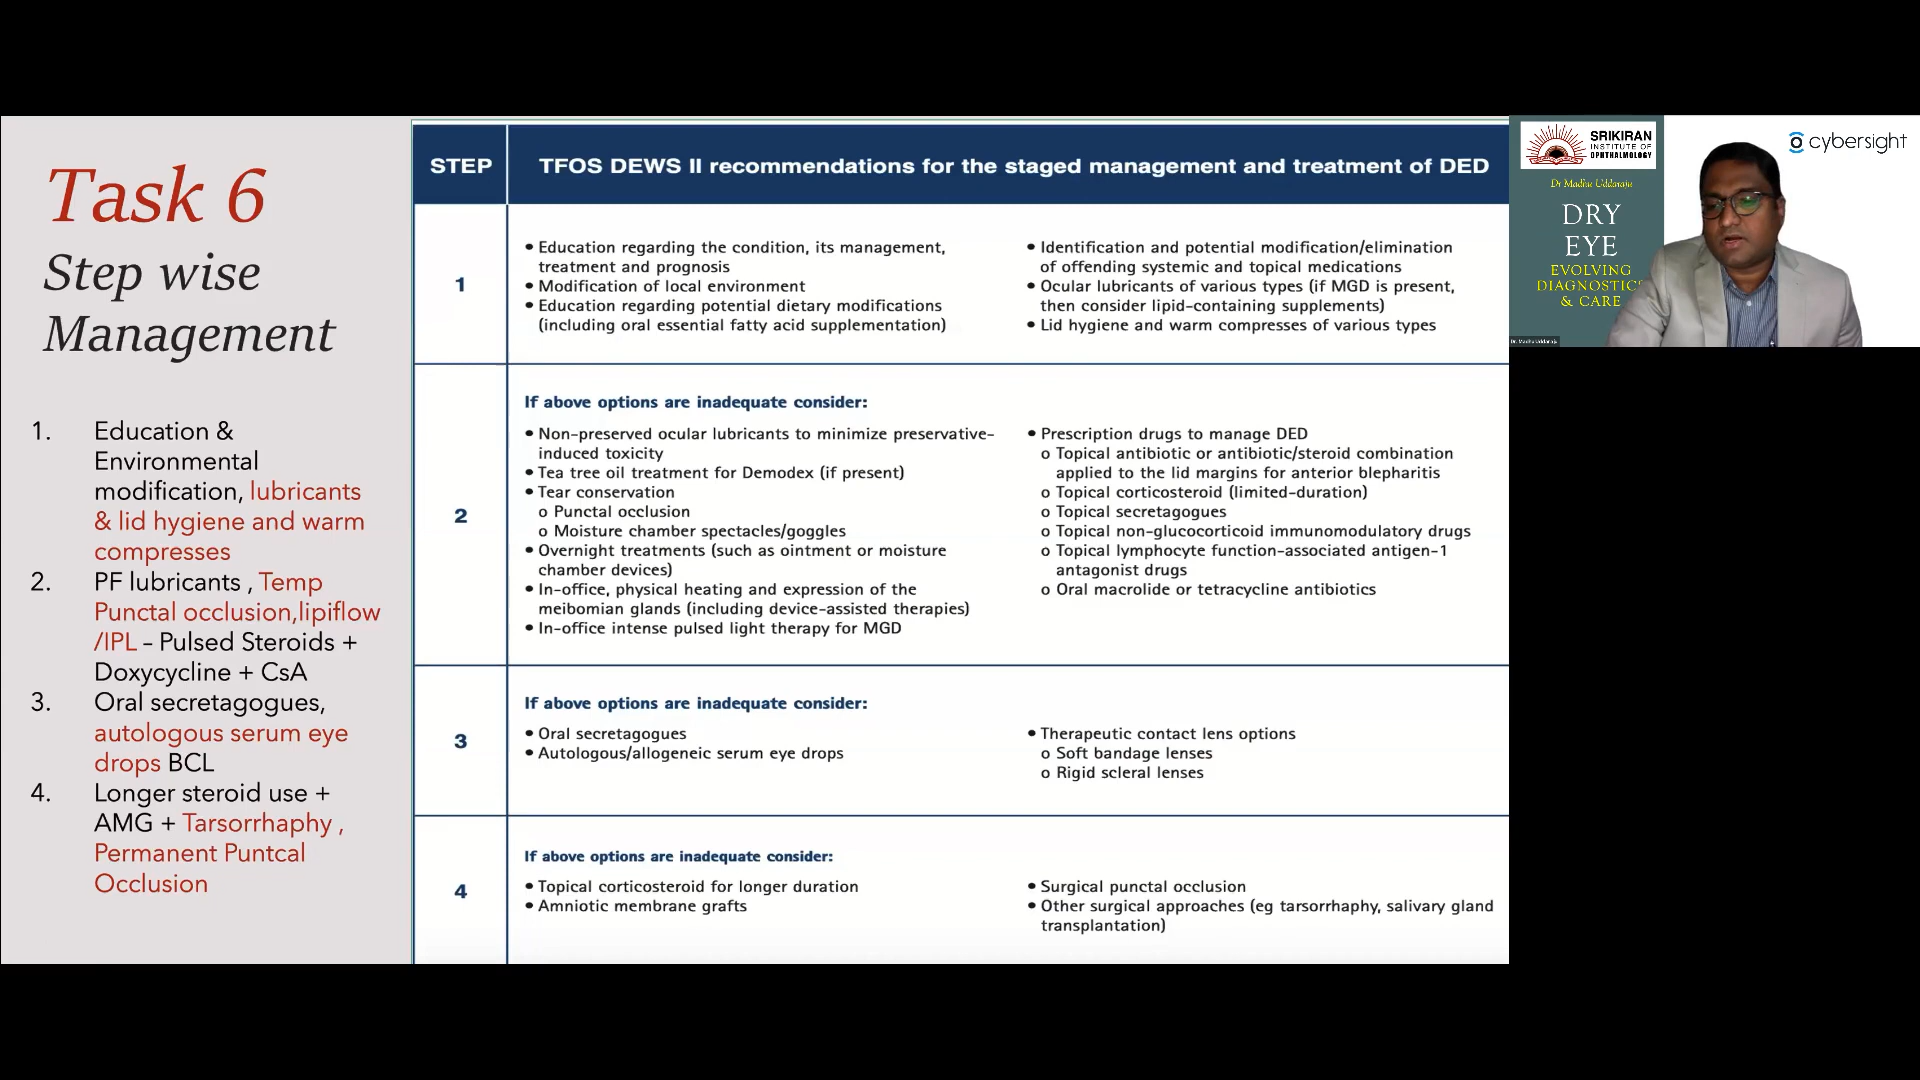 Task 6
Step wise
Management
1. Education &
Environmental
modification, lubricants
& lid hygiene and warm
compresses
2. PF lubricants , Temp
Punctal occlusion,lipiflow
/IPL – Pulsed Steroids +
Doxycycline + CsA
3. Oral secretagogues,
autologous serum eye
drops BCL
4. Longer steroid use +
AMG + Tarsorrhaphy ,
Permanent Puntcal
Occlusion
STEP
TFOS DEWS II recommendations for the staged management and treatment of DED
1
• Education regarding the condition, its management,
treatment and prognosis
• Modification of local environment
• Education regarding potential dietary modifications
(including oral essential fatty acid supplementation)
• Identification and potential modification/elimination
of offending systemic and topical medications
• Ocular lubricants of various types (if MGD is present,
then consider lipid-containing supplements)
• Lid hygiene and warm compresses of various types
2
If above options are inadequate consider:
• Non-preserved ocular lubricants to minimize preservative-
induced toxicity
• Tea tree oil treatment for Demodex (if present)
• Tear conservation
o Punctal occlusion
o Moisture chamber spectacles/goggles
• Overnight treatments (such as ointment or moisture
chamber devices)
• In-office, physical heating and expression of the
meibomian glands (including device-assisted therapies)
• In-office intense pulsed light therapy for MGD
• Prescription drugs to manage DED
o Topical antibiotic or antibiotic/steroid combination
applied to the lid margins for anterior blepharitis
o Topical corticosteroid (limited-duration)
o Topical secretagogues
o Topical non-glucocorticoid immunomodulatory drugs
o Topical lymphocyte function-associated antigen-1
antagonist drugs
o Oral macrolide or tetracycline antibiotics
3
If above options are inadequate consider:
• Oral secretagogues
• Autologous/allogeneic serum eye drops
• Therapeutic contact lens options
o Soft bandage lenses
o Rigid scleral lenses
4
If above options are inadequate consider:
• Topical corticosteroid for longer duration
• Amniotic membrane grafts
• Surgical punctal occlusion
• Other surgical approaches (eg tarsorrhaphy, salivary gland
transplantation)
SRIKIRAN
INSTITUTE OF
OPHTHALMOLOGY
Dr Madhu Uddaraju
DRY
EYE
EVOLVING
DIAGNOSTICS
& CARE
Dr. Madhu Uddaraju
cybersight